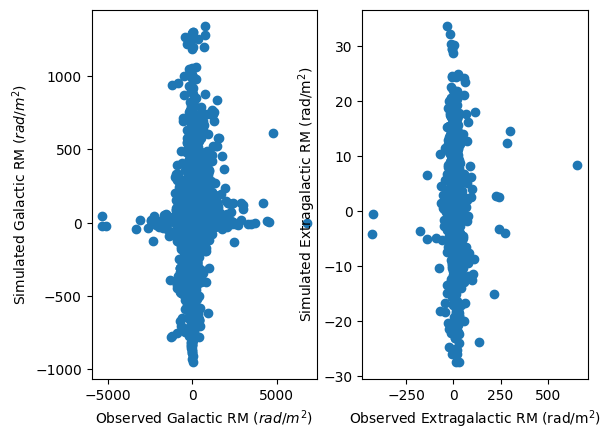 Simulated Galactic RM (rad/m²)
1000
500
0
−500
−1000
−5000 0 5000
Observed Galactic RM (rad/m²)
Simulated Extragalactic RM (rad/m²)
30
20
10
0
−10
−20
−30
−250 0 250 500
Observed Extragalactic RM (rad/m²)